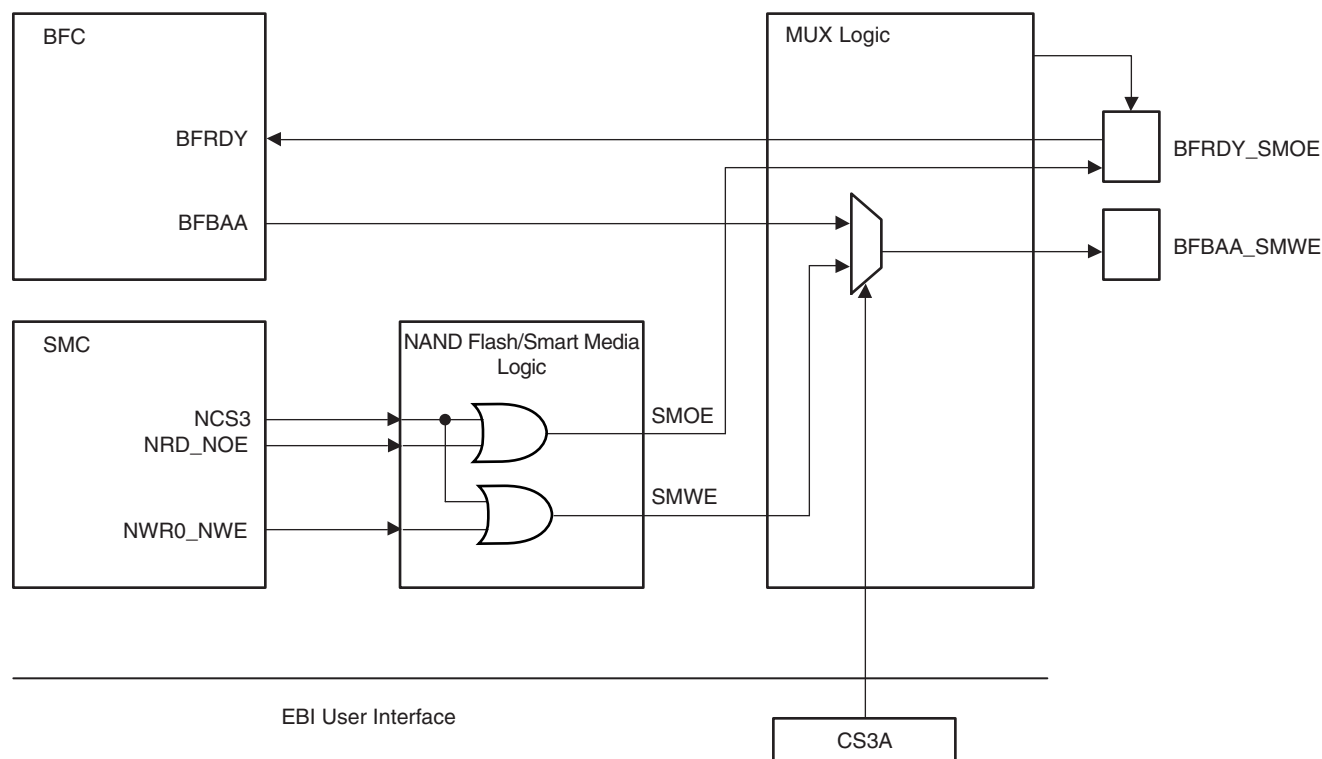 BFC
MUX Logic
BFRDY
BFRDY_SMOE
BFBAA
BFBAA_SMWE
SMC
NAND Flash/Smart Media
Logic
NCS3
SMOE
NRD_NOE
SMWE
NWR0_NWE
EBI User Interface
CS3A